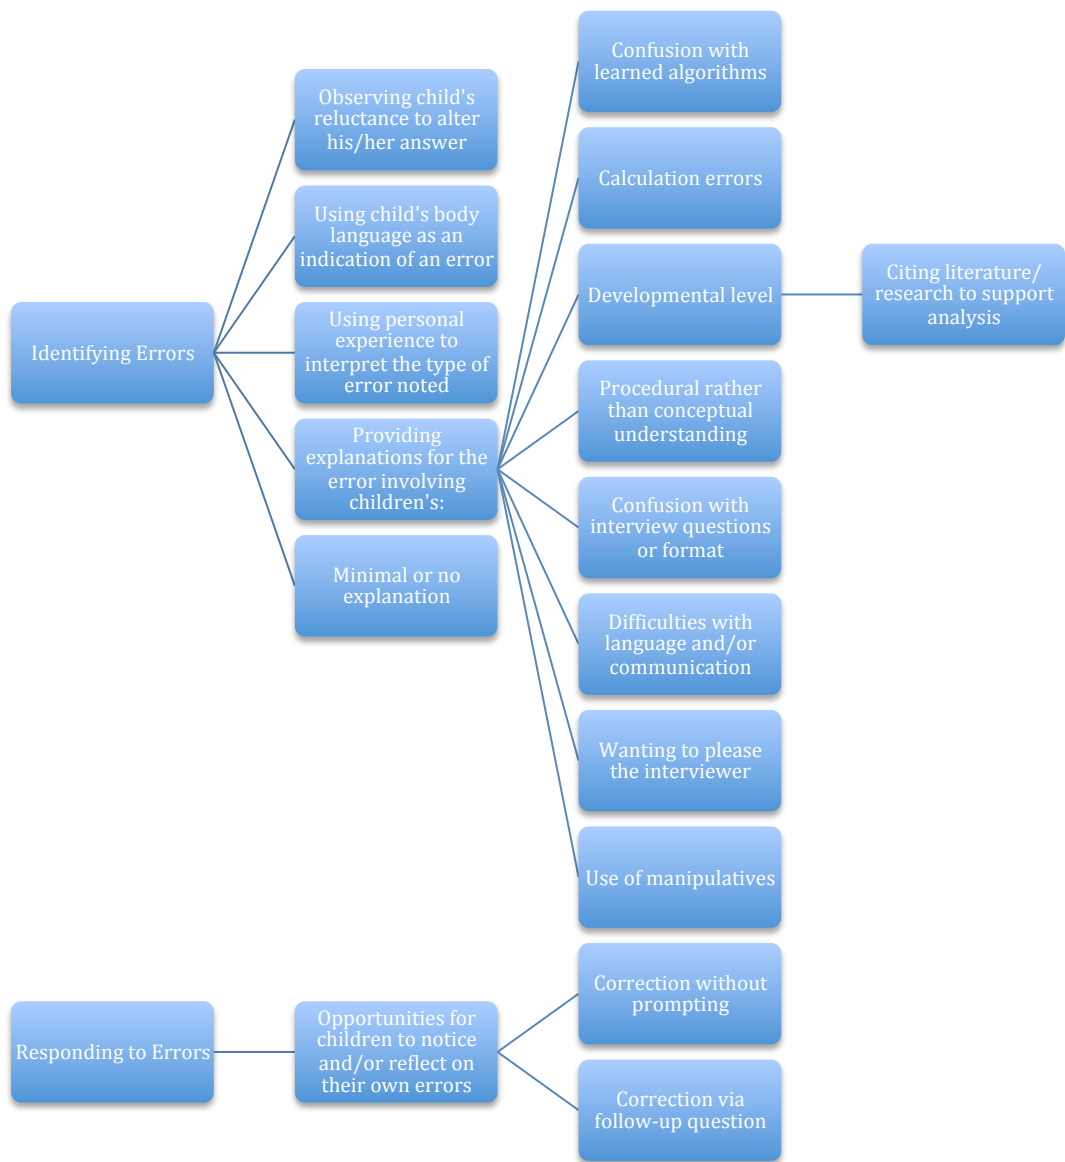 Identifying Errors
Observing child's
reluctance to alter
his/her answer
Using child's body
language as an
indication of an error
Using personal
experience to
interpret the type of
error noted
Providing
explanations for the
error involving
children's:
Confusion with
learned algorithms
Calculation errors
Developmental level
Citing literature/
research to support
analysis
Procedural rather
than conceptual
understanding
Confusion with
interview questions
or format
Difficulties with
language and/or
communication
Wanting to please
the interviewer
Use of manipulatives
Minimal or no
explanation
Responding to Errors
Opportunities for
children to notice
and/or reflect on
their own errors
Correction without
prompting
Correction via
follow-up question